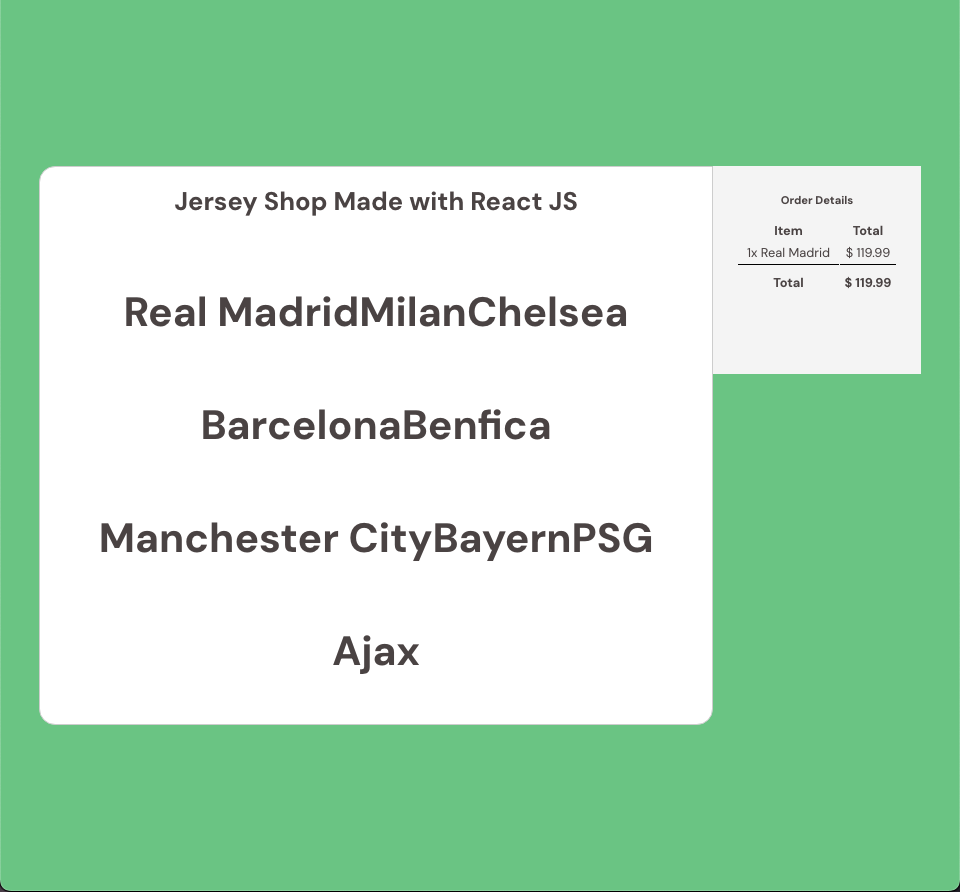 Jersey Shop Made with React JS
Real MadridMilanChelsea
BarcelonaBenfica
Manchester CityBayernPSG
Ajax
Order Details
Item Total
1x Real Madrid $ 119.99
Total $ 119.99